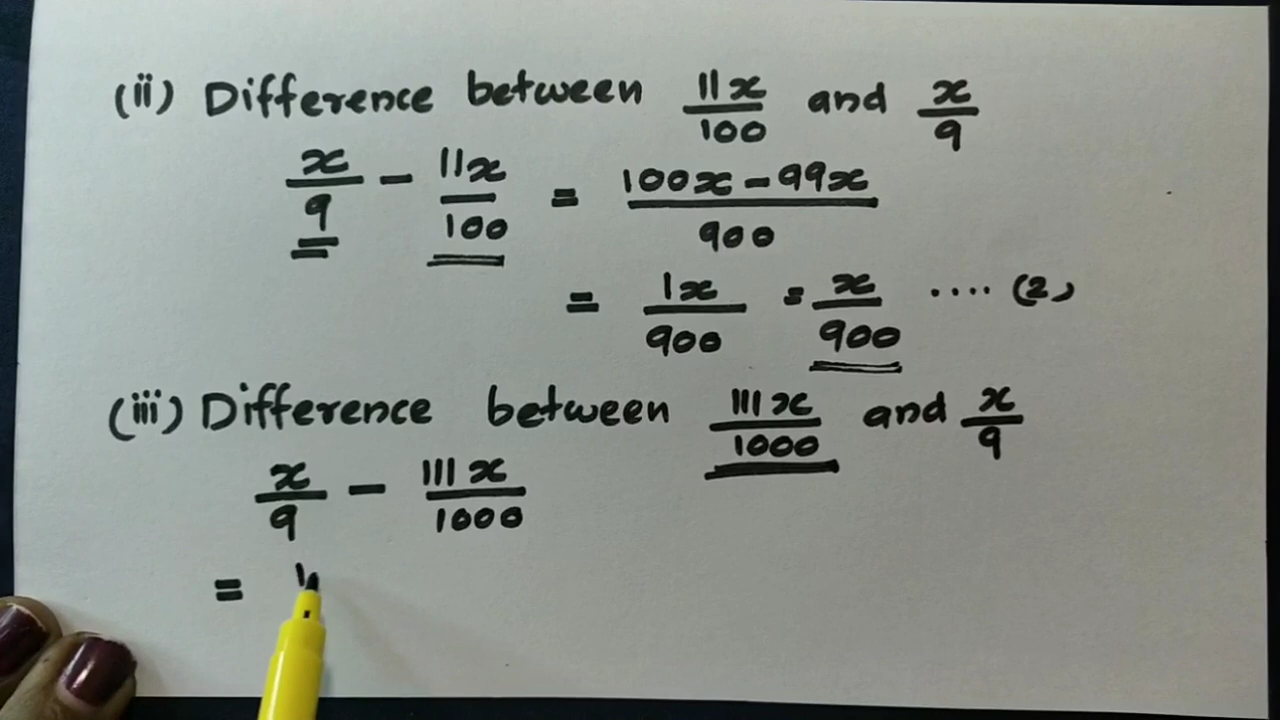 (ii) Difference between 11x/100 and x/9
x/9 - 11x/100 = 100x - 99x/900
= 1x/900 = x/900 .... (2)
(iii) Difference between 111x/1000 and x/9
x/9 - 111x/1000
= 1